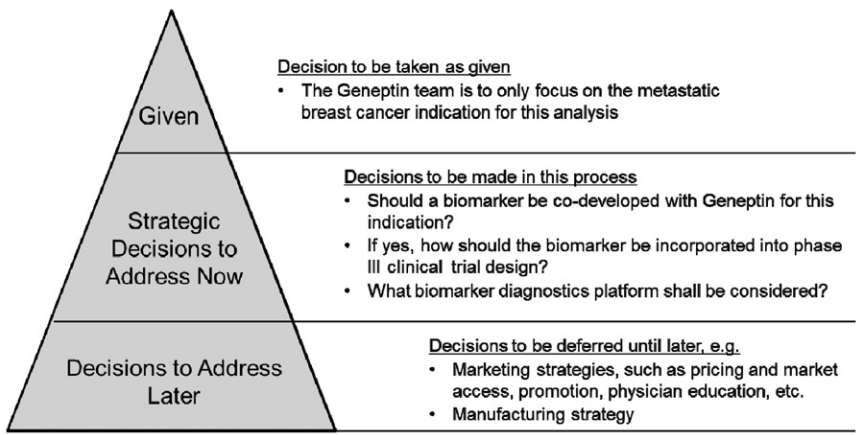 Given
Decision to be taken as given
• The Geneptin team is to only focus on the metastatic
breast cancer indication for this analysis
Strategic
Decisions to
Address Now
Decisions to be made in this process
• Should a biomarker be co-developed with Geneptin for this
indication?
• If yes, how should the biomarker be incorporated into phase
III clinical trial design?
• What biomarker diagnostics platform shall be considered?
Decisions to Address
Later
Decisions to be deferred until later, e.g.
• Marketing strategies, such as pricing and market
access, promotion, physician education, etc.
• Manufacturing strategy